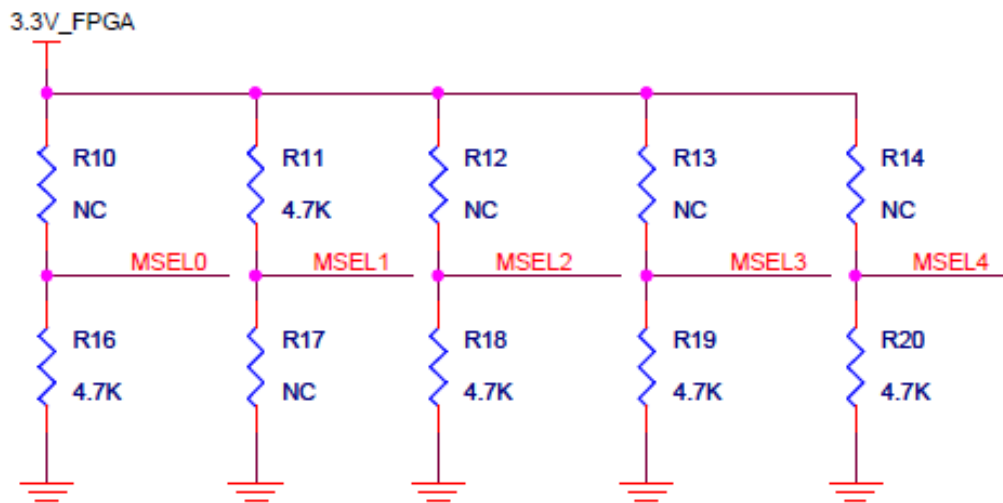 3.3V_FPGA
R10 R11 R12 R13 R14
NC 4.7K NC NC NC
MSEL0 MSEL1 MSEL2 MSEL3 MSEL4
R16 R17 R18 R19 R20
4.7K NC 4.7K 4.7K 4.7K